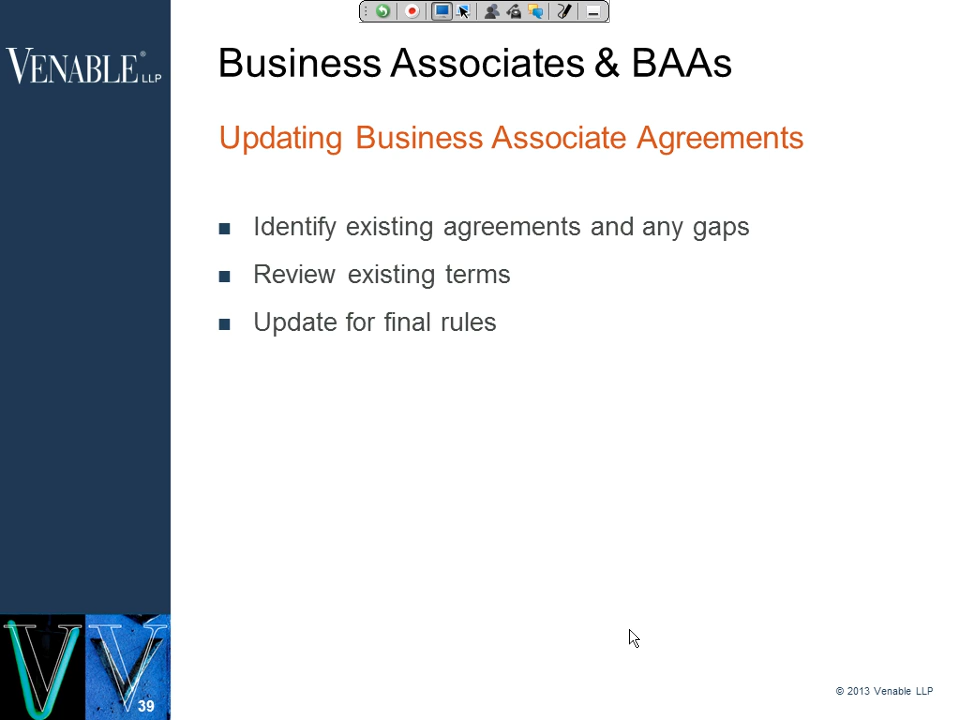 VENABLE® LLP
Business Associates & BAAs
Updating Business Associate Agreements
Identify existing agreements and any gaps
Review existing terms
Update for final rules
V V
39
© 2013 Venable LLP